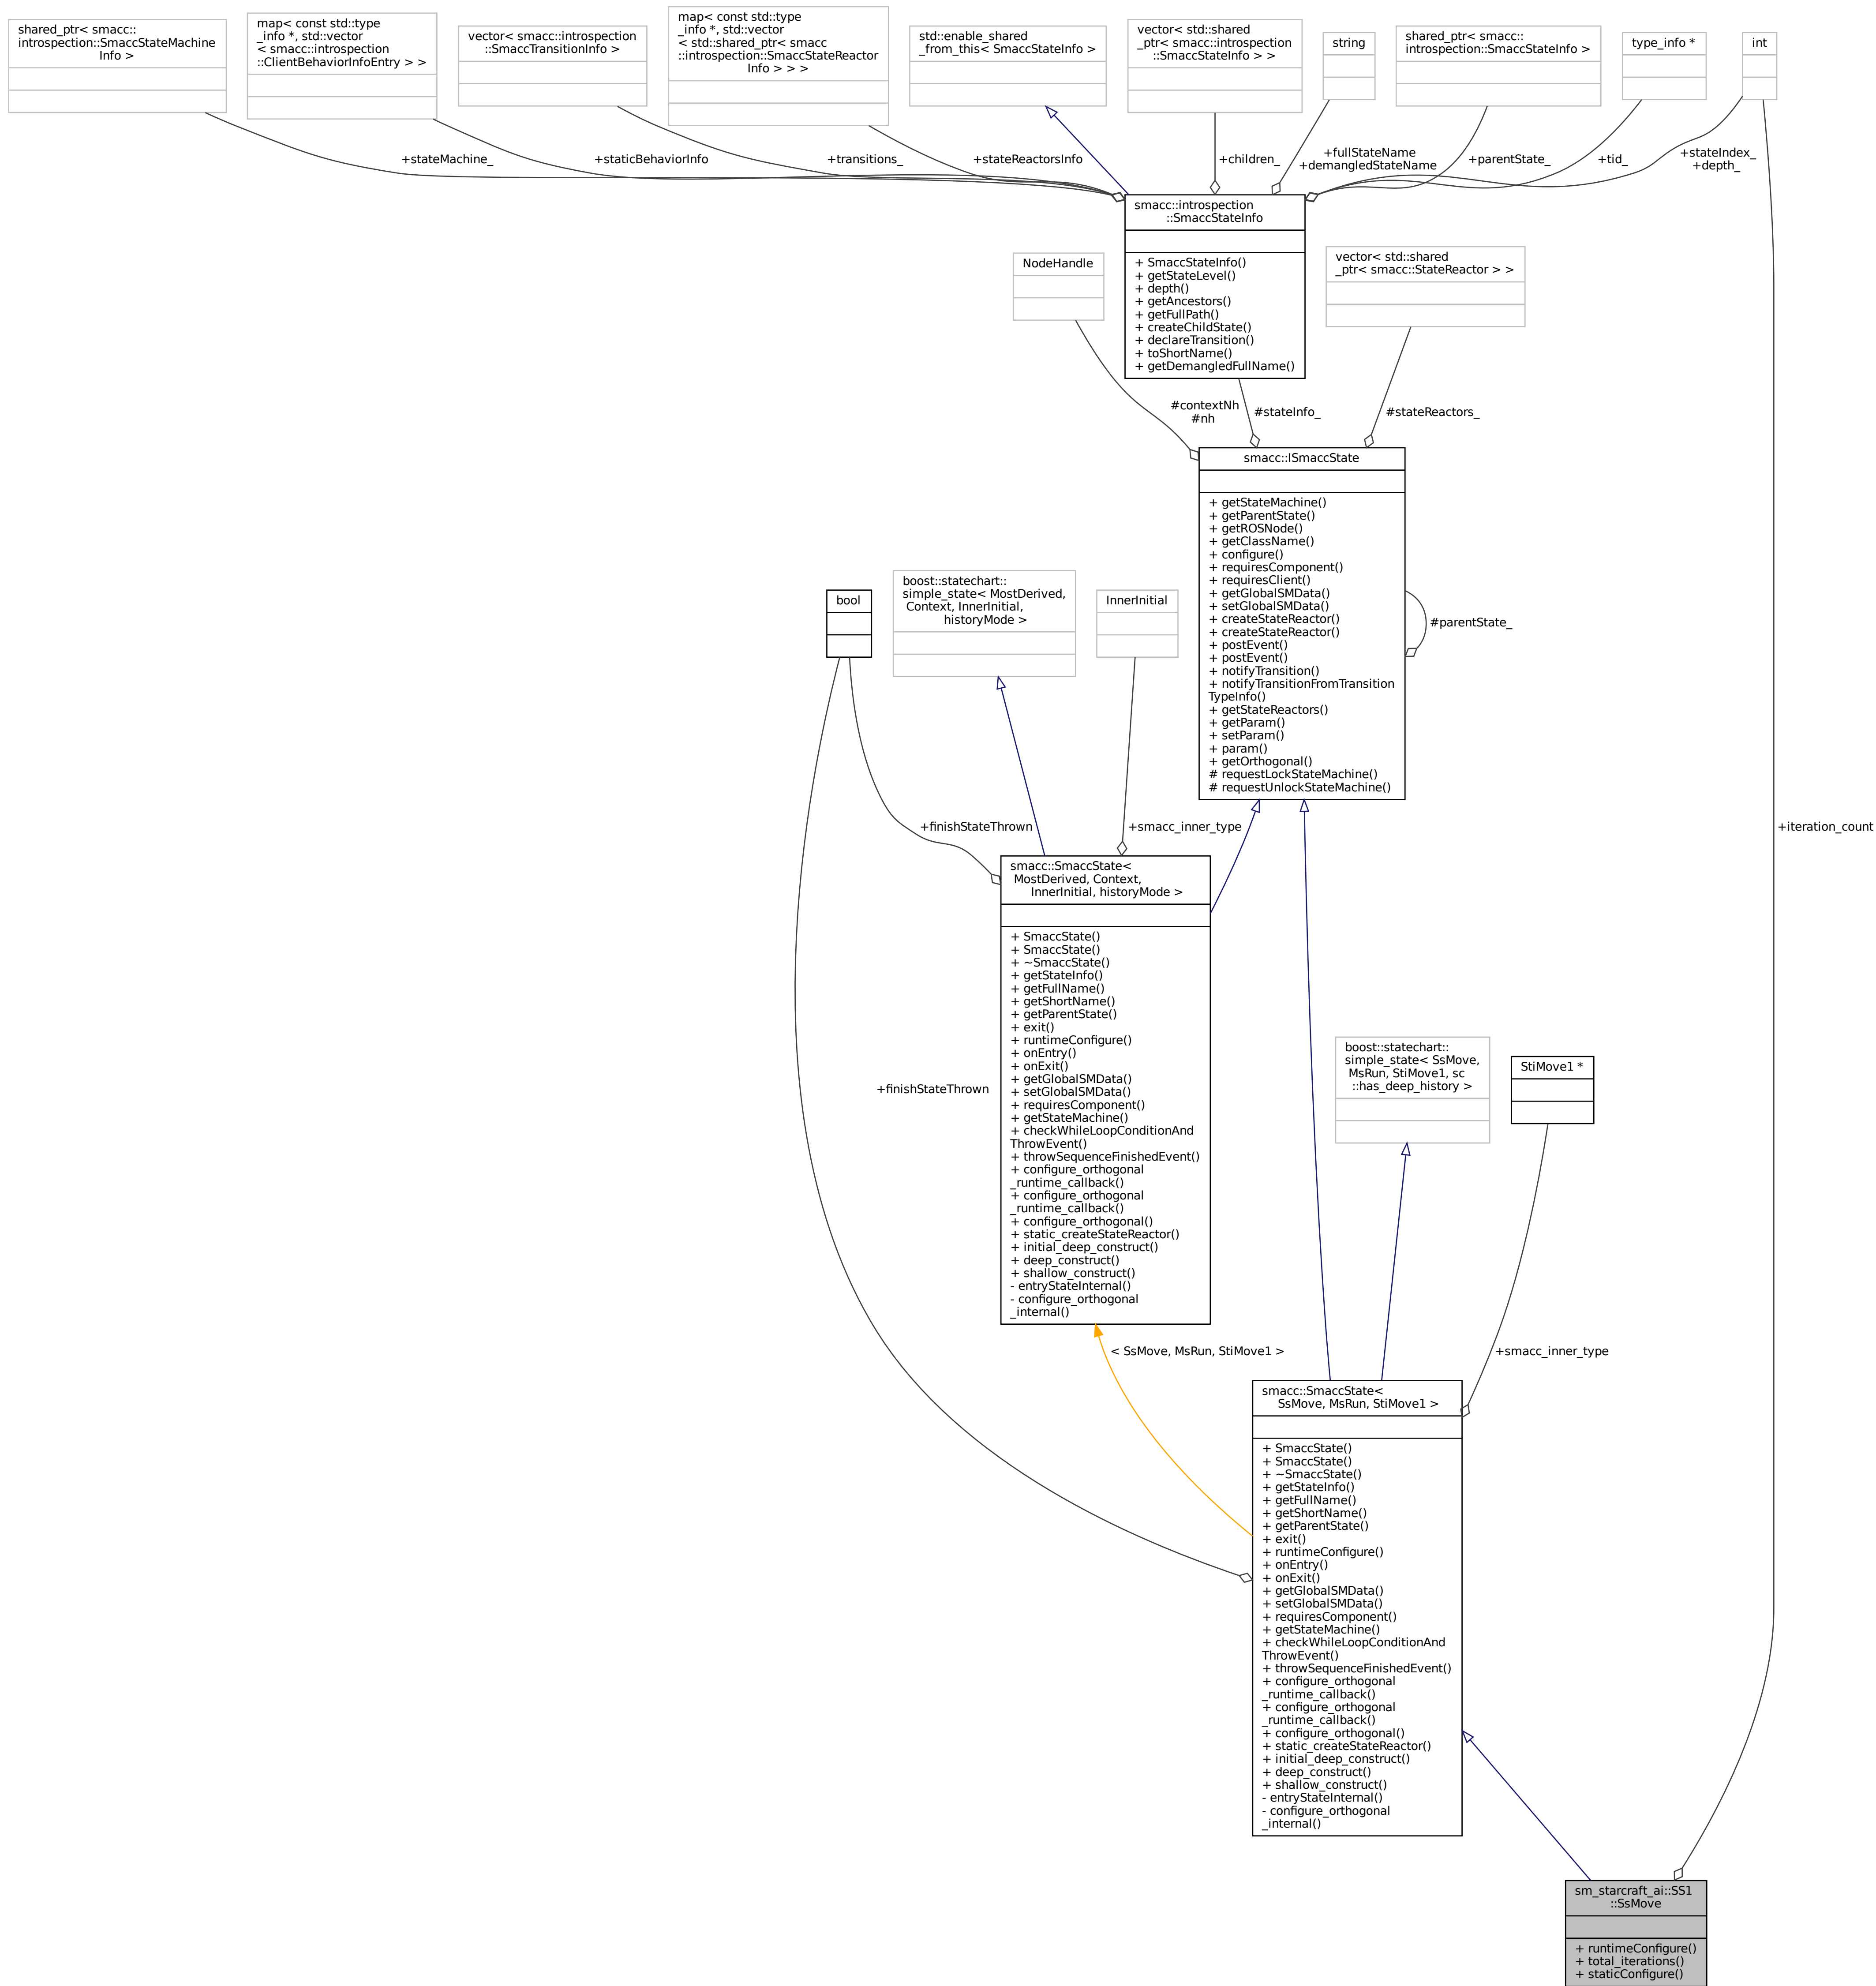 shared_ptr< smacc::
introspection::SmaccStateMachine
Info >
map< const std::type
_info *, std::vector
< smacc::introspection
::ClientBehaviorInfoEntry > >
vector< smacc::introspection
::SmaccTransitionInfo >
map< const std::type
_info *, std::vector
< std::shared_ptr< smacc
::introspection::SmaccStateReactor
Info > > >
std::enable_shared
_from_this< SmaccStateInfo >
vector< std::shared
_ptr< smacc::introspection
::SmaccStateInfo > >
string
shared_ptr< smacc::
introspection::SmaccStateInfo >
type_info *
int
+stateMachine_
+staticBehaviorInfo
+transitions_
+stateReactorsInfo
+children_
+fullStateName
+demangledStateName
+parentState_
+tid_
+stateIndex_
+depth_
smacc::introspection
::SmaccStateInfo
+ SmaccStateInfo()
+ getStateLevel()
+ depth()
+ getAncestors()
+ getFullPath()
+ createChildState()
+ declareTransition()
+ toShortName()
+ getDemangledFullName()
NodeHandle
vector< std::shared
_ptr< smacc::StateReactor > >
#contextNh
#nh
#stateInfo_
#stateReactors_
smacc::ISmaccState
+ getStateMachine()
+ getParentState()
+ getROSNode()
+ getClassName()
+ configure()
+ requiresComponent()
+ requiresClient()
+ getGlobalSMData()
+ setGlobalSMData()
+ createStateReactor()
+ createStateReactor()
+ postEvent()
+ postEvent()
+ notifyTransition()
+ notifyTransitionFromTransition
TypeInfo()
+ getStateReactors()
+ getParam()
+ setParam()
+ param()
+ getOrthogonal()
# requestLockStateMachine()
# requestUnlockStateMachine()
#parentState_
bool
boost::statechart::
simple_state< MostDerived,
Context, InnerInitial,
historyMode >
InnerInitial
+finishStateThrown
+smacc_inner_type
+iteration_count
smacc::SmaccState<
MostDerived, Context,
InnerInitial, historyMode >
+ SmaccState()
+ SmaccState()
+ ~SmaccState()
+ getStateInfo()
+ getFullName()
+ getShortName()
+ getParentState()
+ exit()
+ runtimeConfigure()
+ onEntry()
+ onExit()
+ getGlobalSMData()
+ setGlobalSMData()
+ requiresComponent()
+ getStateMachine()
+ checkWhileLoopConditionAnd
ThrowEvent()
+ throwSequenceFinishedEvent()
+ configure_orthogonal
_runtime_callback()
+ configure_orthogonal
_runtime_callback()
+ configure_orthogonal()
+ static_createStateReactor()
+ initial_deep_construct()
+ deep_construct()
+ shallow_construct()
- entryStateInternal()
- configure_orthogonal
_internal()
+finishStateThrown
boost::statechart::
simple_state< SsMove,
MsRun, StiMove1, sc
::has_deep_history >
StiMove1 *
< SsMove, MsRun, StiMove1 >
+smacc_inner_type
smacc::SmaccState<
SsMove, MsRun, StiMove1 >
+ SmaccState()
+ SmaccState()
+ ~SmaccState()
+ getStateInfo()
+ getFullName()
+ getShortName()
+ getParentState()
+ exit()
+ runtimeConfigure()
+ onEntry()
+ onExit()
+ getGlobalSMData()
+ setGlobalSMData()
+ requiresComponent()
+ getStateMachine()
+ checkWhileLoopConditionAnd
ThrowEvent()
+ throwSequenceFinishedEvent()
+ configure_orthogonal
_runtime_callback()
+ configure_orthogonal
_runtime_callback()
+ configure_orthogonal()
+ static_createStateReactor()
+ initial_deep_construct()
+ deep_construct()
+ shallow_construct()
- entryStateInternal()
- configure_orthogonal
_internal()
sm_starcraft_ai::SS1
::SsMove
+ runtimeConfigure()
+ total_iterations()
+ staticConfigure()